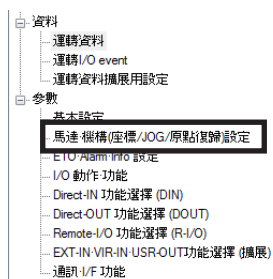 資料
運轉資料
運轉I/O event
運轉資料擴展用設定
參數
基本設定
馬達·機構(座標/JOG/原點復歸)設定
ETO·Alarm·Info 設定
I/O 動作·功能
Direct-IN 功能選擇 (DIN)
Direct-OUT 功能選擇 (DOUT)
Remote-I/O 功能選擇 (R-I/O)
EXT-IN·VIR-IN·USR-OUT功能選擇 (擴展)
通訊·I/F 功能